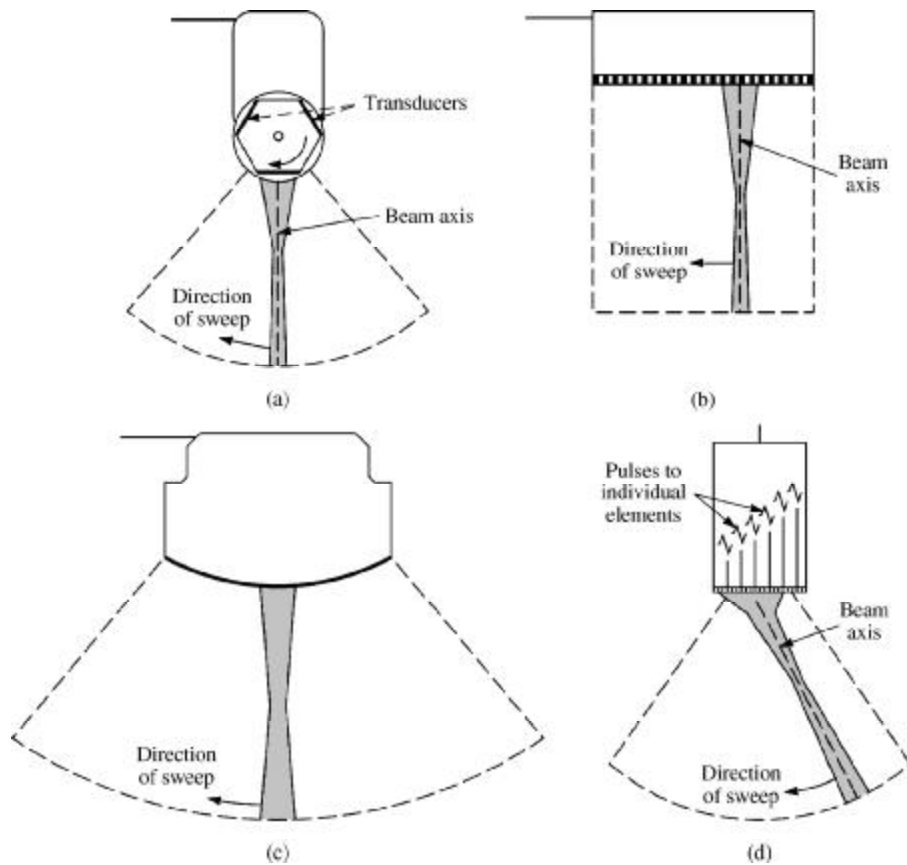 Transducers
Beam axis
Direction
of sweep
(a)
Beam
axis
Direction
of sweep
(b)
Direction
of sweep
(c)
Pulses to
individual
elements
Beam
axis
Direction
of sweep
(d)